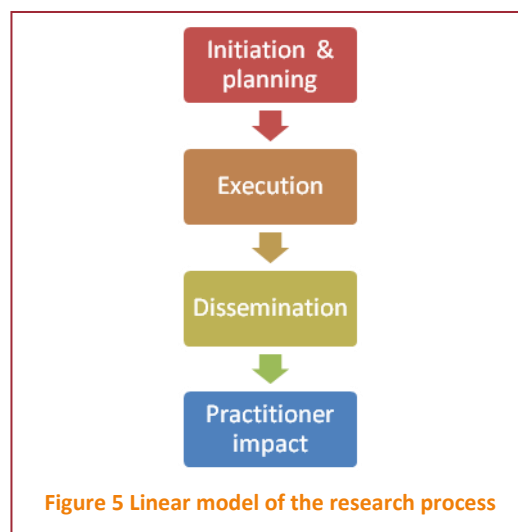 Initiation &
planning
Execution
Dissemination
Practitioner
impact
Figure 5 Linear model of the research process